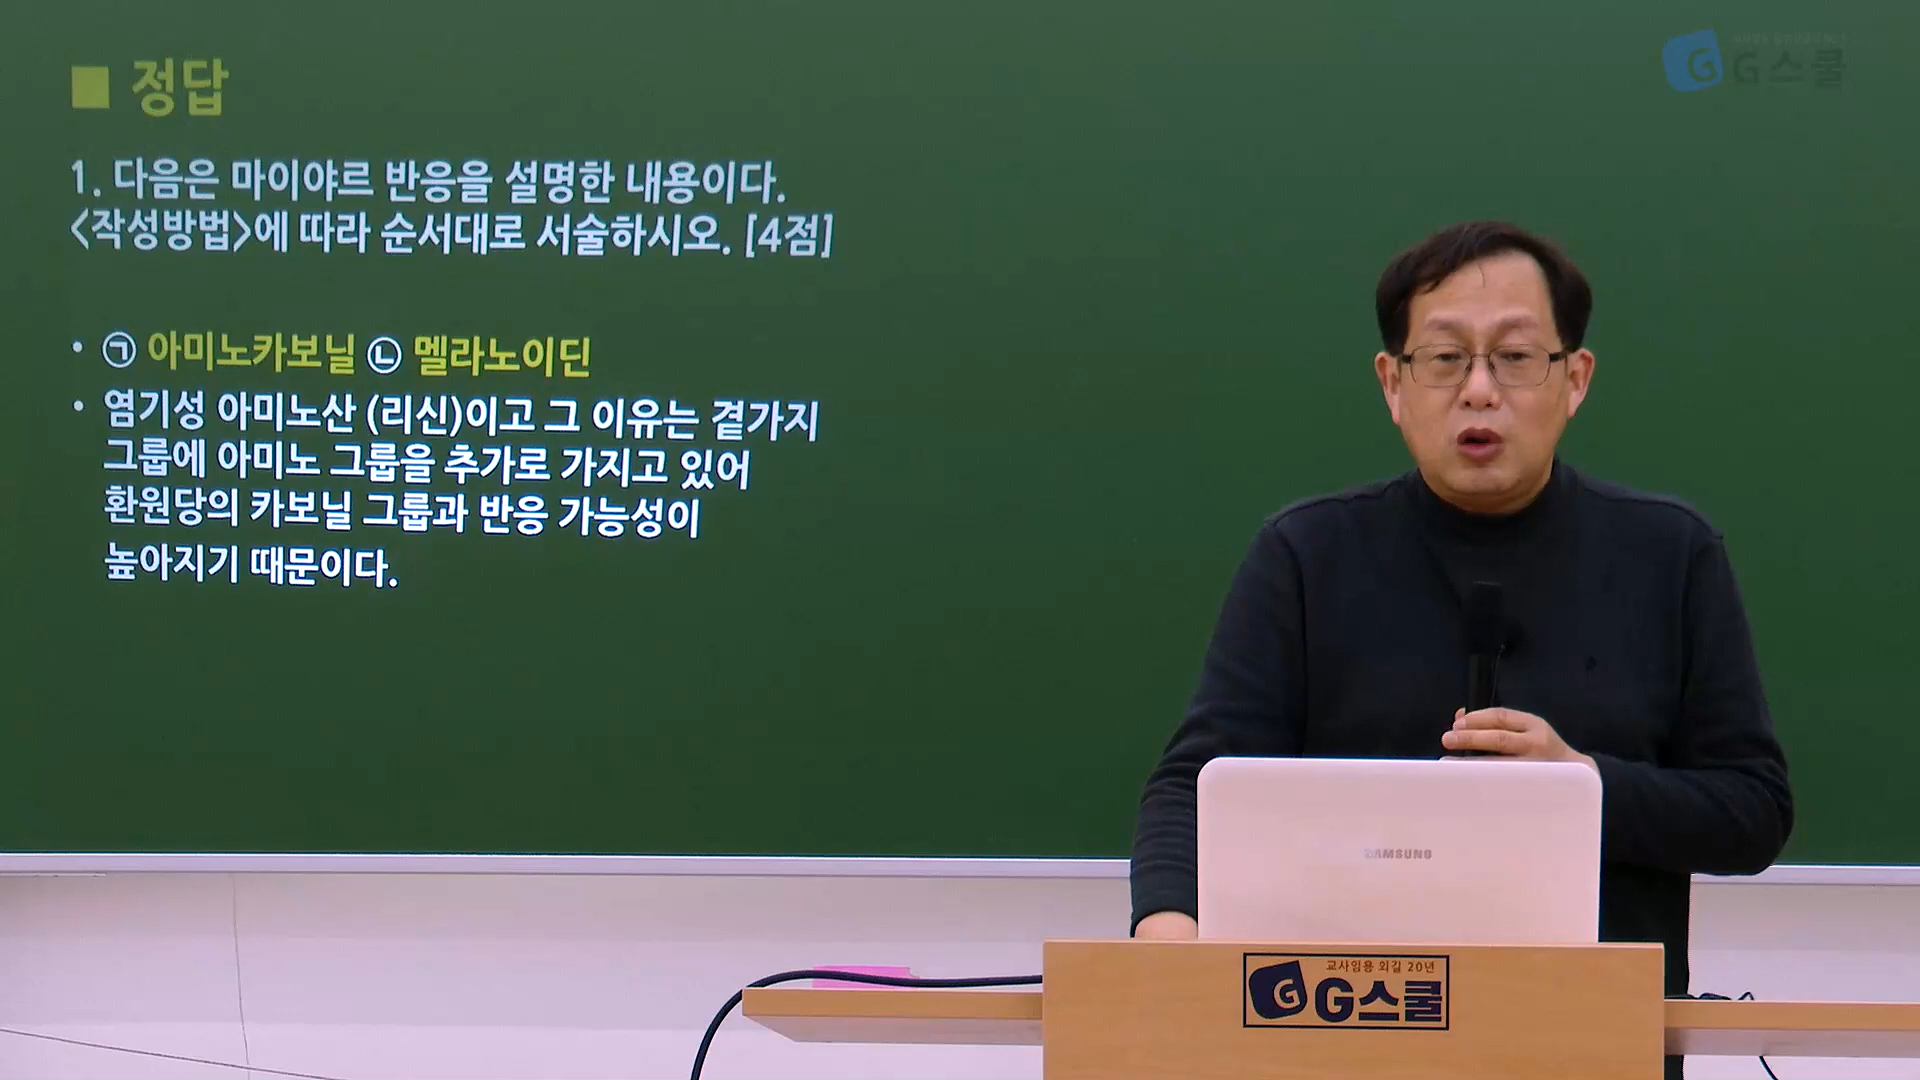 ■ 정답
1. 다음은 마이야르 반응을 설명한 내용이다.
<작성방법>에 따라 순서대로 서술하시오. [4점]
• ㉠ 아미노카보닐 ㉡ 멜라노이딘
• 염기성 아미노산 (리신)이고 그 이유는 곁가지
그룹에 아미노 그룹을 추가로 가지고 있어
환원당의 카보닐 그룹과 반응 가능성이
높아지기 때문이다.
G스쿨
SAMSUNG
교사임용 외길 20년
G G스쿨